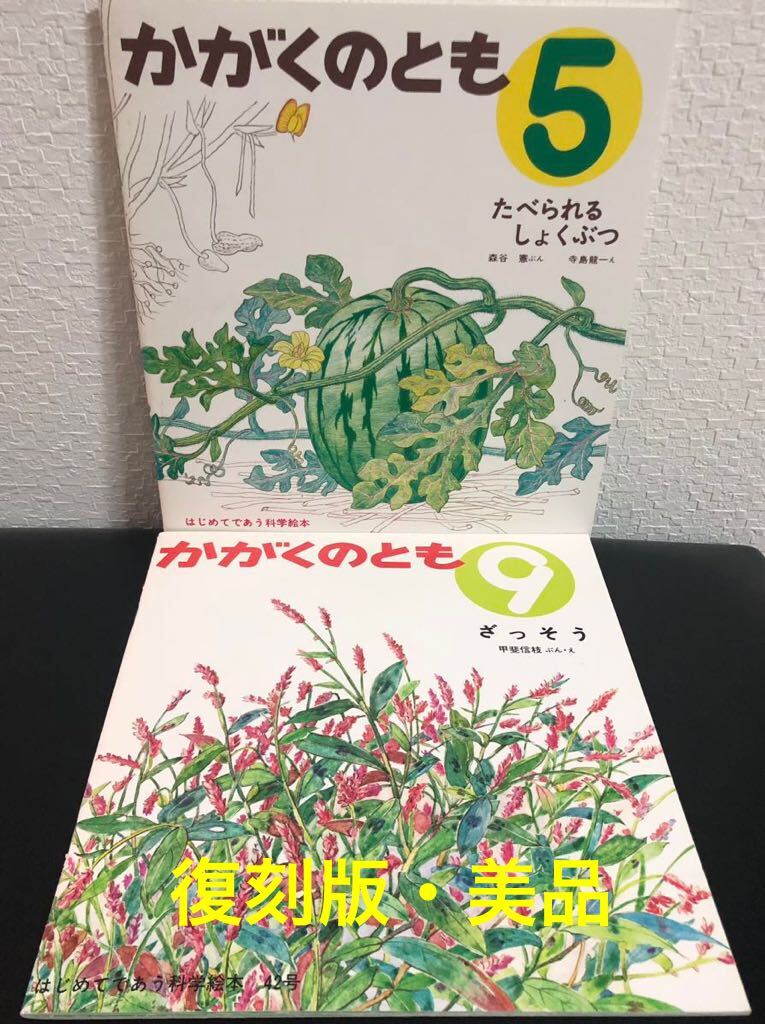 かがくのとも
5
たべられる
しょくぶつ
森谷 憲ぶん 寺島龍一え
はじめてであう科学絵本
かがくのとも
9
ざっそう
甲斐信枝 ぶん・え
復刻版・美品
はじめてであう科学絵本 42号